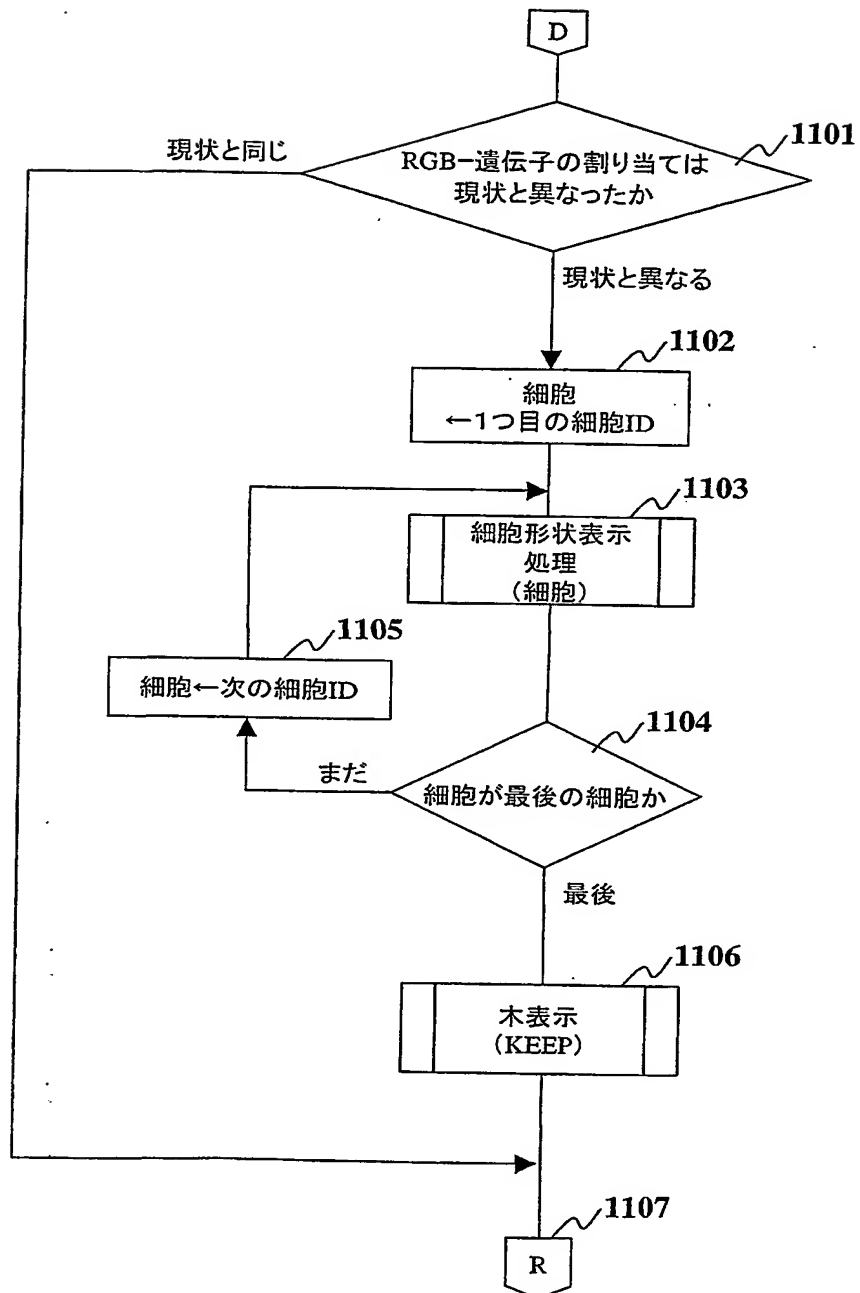 D
1101
現状と同じ
RGB-遺伝子の割り当ては
現状と異なったか
現状と異なる
1102
細胞
←1つ目の細胞ID
1103
細胞形状表示
処理
(細胞)
1105
細胞←次の細胞ID
1104
まだ
細胞が最後の細胞か
最後
1106
木表示
(KEEP)
1107
R